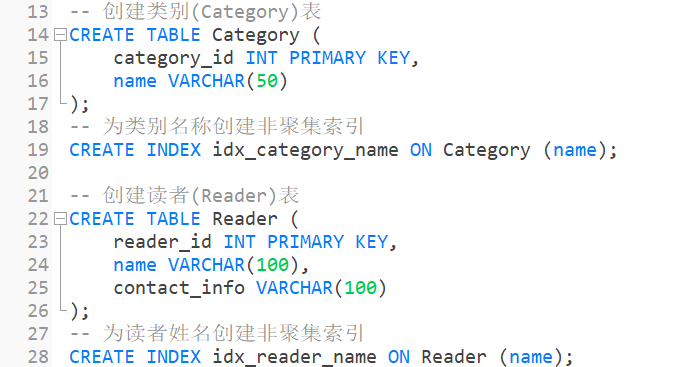 13 -- 创建类别(Category)表
14 CREATE TABLE Category (
15     category_id INT PRIMARY KEY,
16     name VARCHAR(50)
17 );
18 -- 为类别名称创建非聚集索引
19 CREATE INDEX idx_category_name ON Category (name);
20
21 -- 创建读者(Reader)表
22 CREATE TABLE Reader (
23     reader_id INT PRIMARY KEY,
24     name VARCHAR(100),
25     contact_info VARCHAR(100)
26 );
27 -- 为读者姓名创建非聚集索引
28 CREATE INDEX idx_reader_name ON Reader (name);